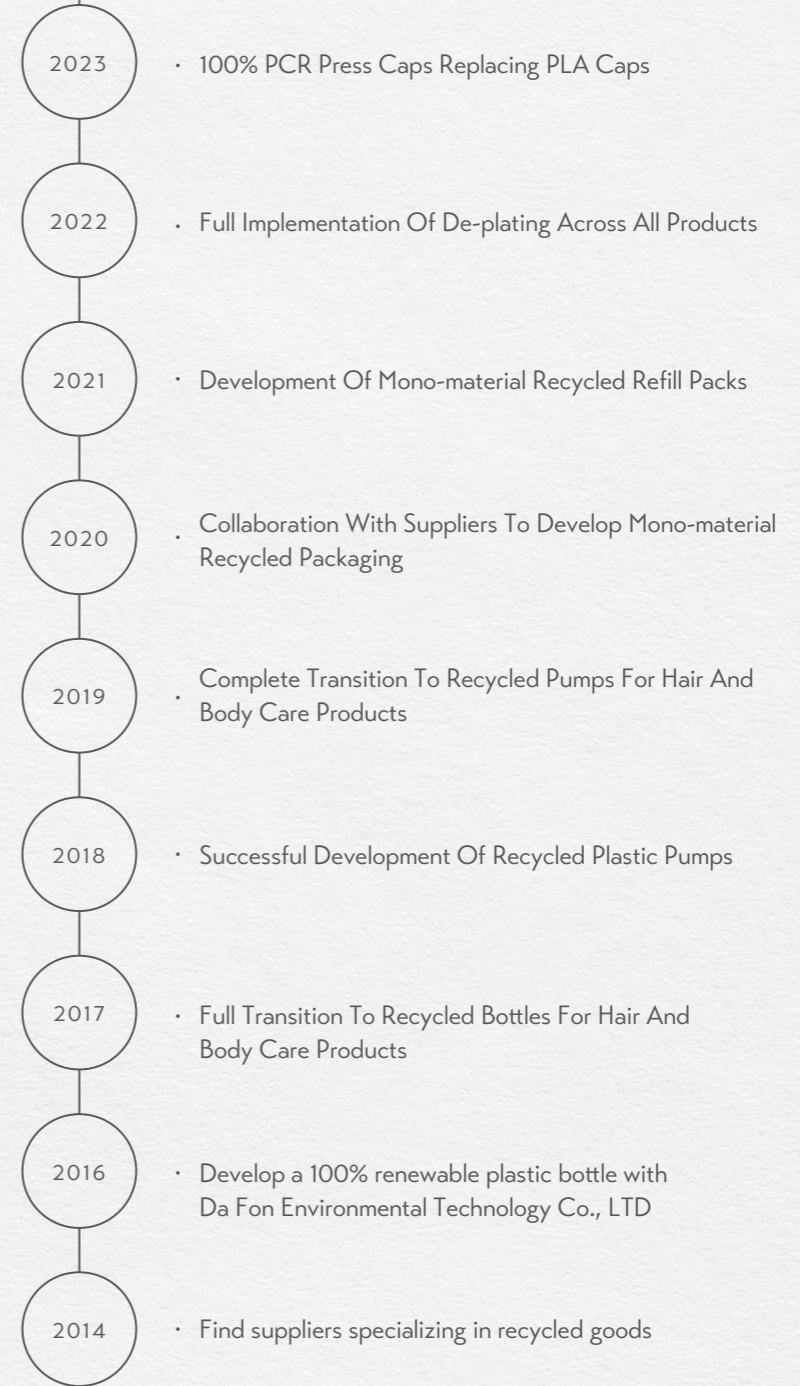 2023
· 100% PCR Press Caps Replacing PLA Caps
2022
· Full Implementation Of De-plating Across All Products
2021
· Development Of Mono-material Recycled Refill Packs
2020
· Collaboration With Suppliers To Develop Mono-material
Recycled Packaging
2019
· Complete Transition To Recycled Pumps For Hair And
Body Care Products
2018
· Successful Development Of Recycled Plastic Pumps
2017
· Full Transition To Recycled Bottles For Hair And
Body Care Products
2016
· Develop a 100% renewable plastic bottle with
Da Fon Environmental Technology Co., LTD
2014
· Find suppliers specializing in recycled goods